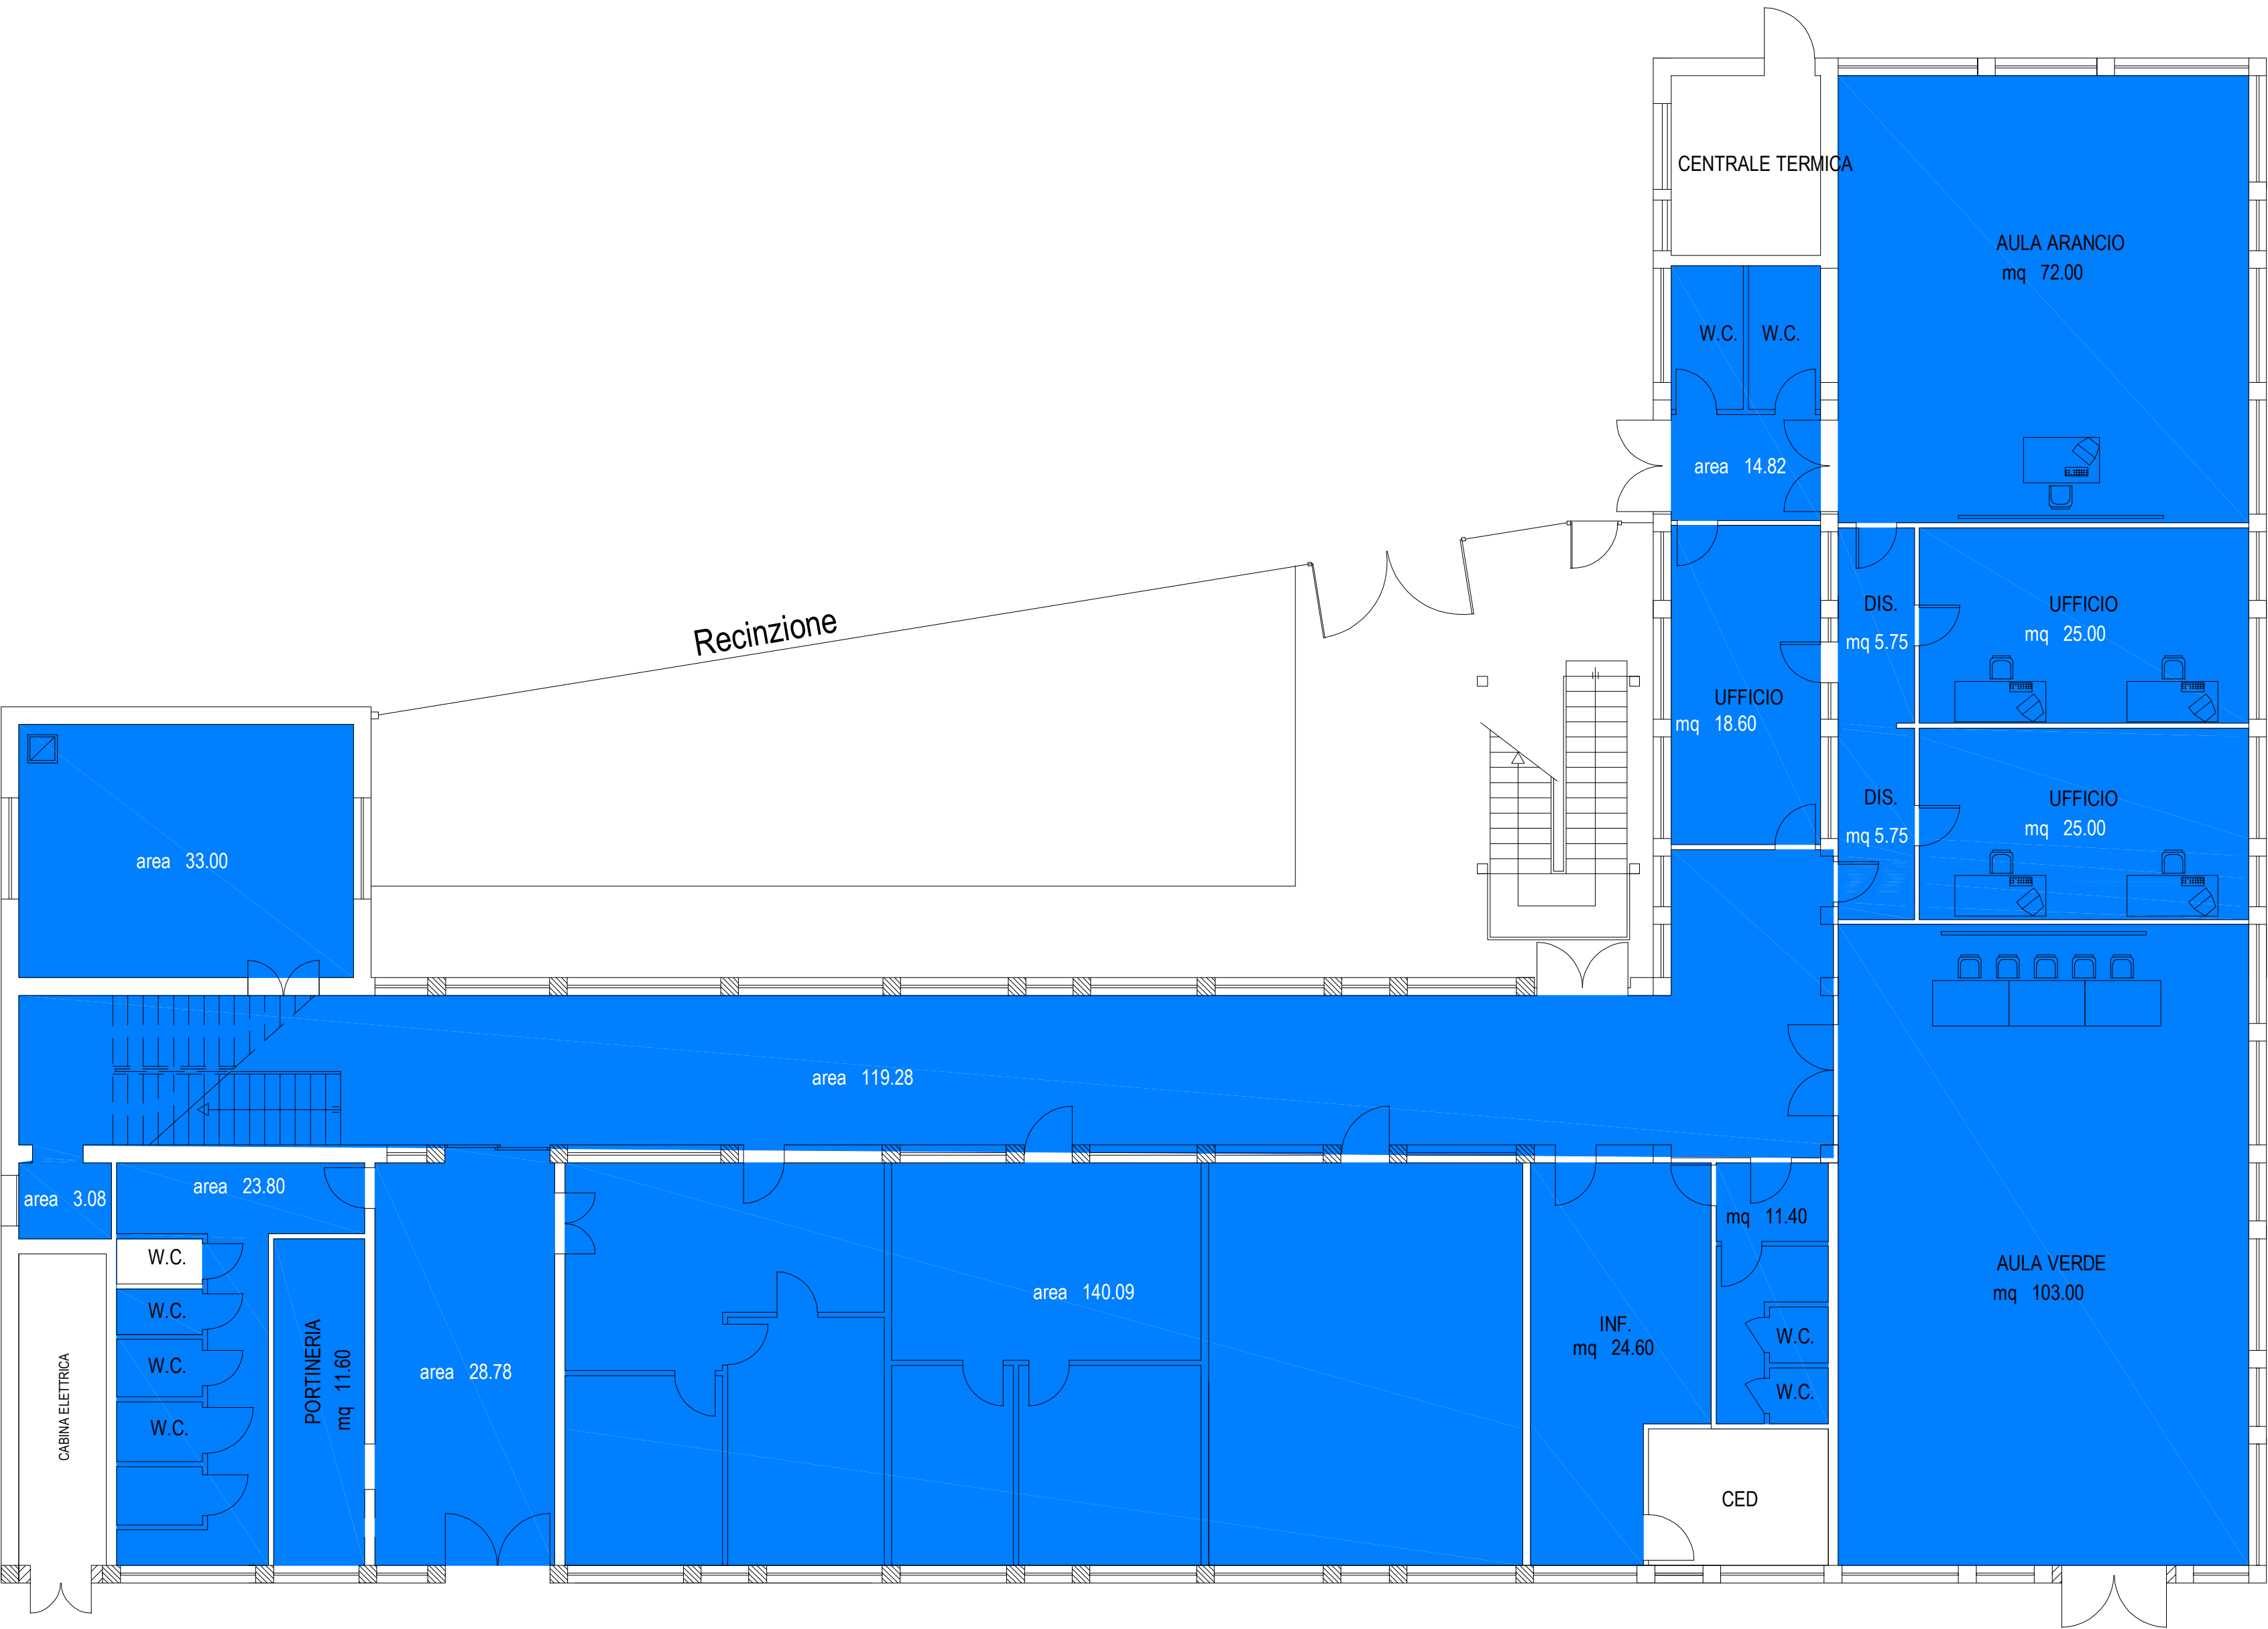 CENTRALE TERMICA
AULA ARANCIO
mq 72.00
W.C.
W.C.
area 14.82
Recinzione
DIS.
mq 5.75
UFFICIO
mq 25.00
UFFICIO
mq 18.60
DIS.
mq 5.75
UFFICIO
mq 25.00
area 33.00
area 119.28
area 3.08
area 23.80
mq 11.40
W.C.
W.C.
W.C.
W.C.
CABINA ELETTRICA
PORTINERIA
mq 11.60
area 28.78
area 140.09
INF.
mq 24.60
W.C.
W.C.
CED
AULA VERDE
mq 103.00